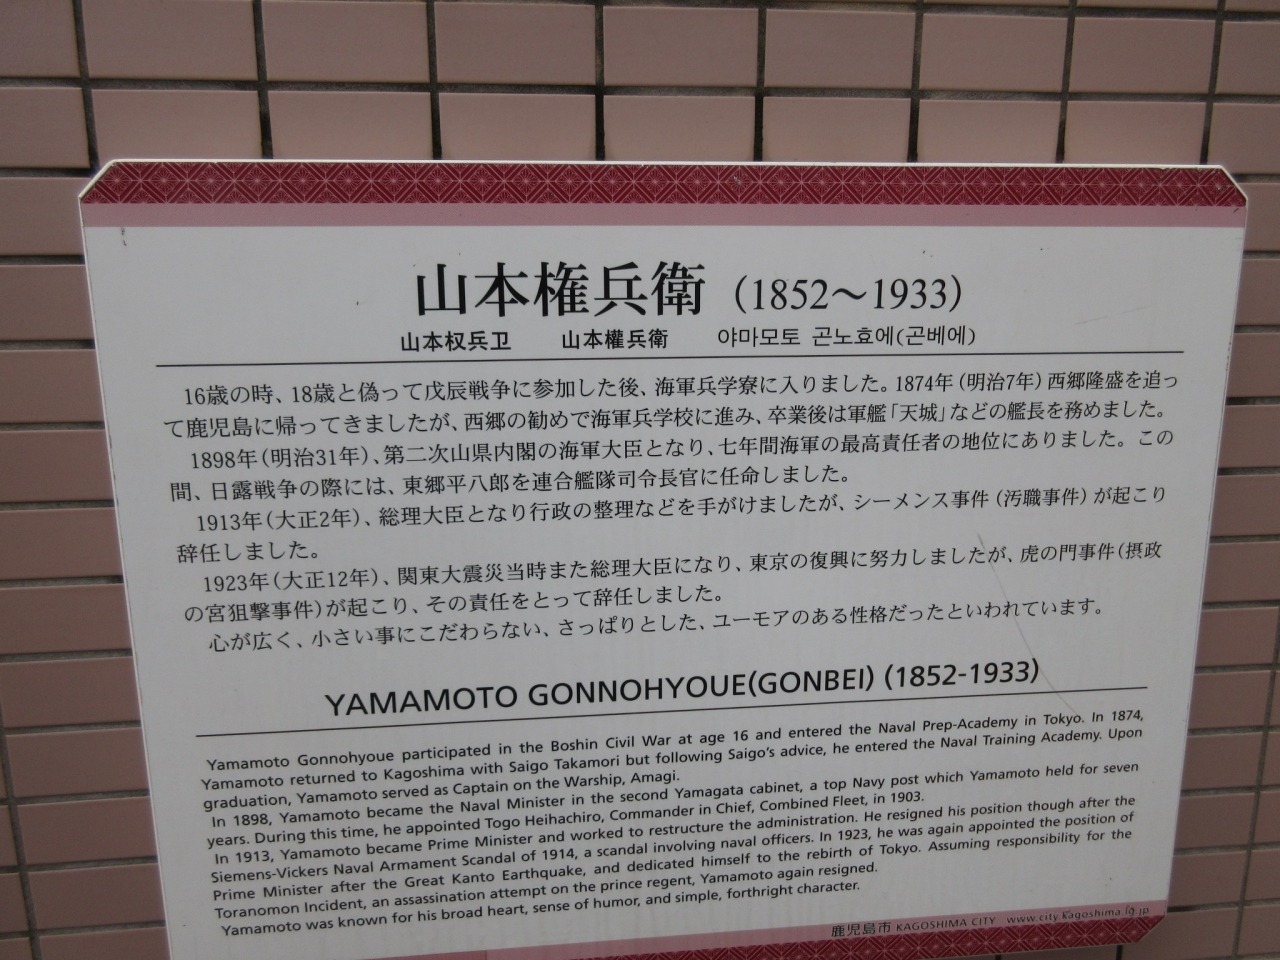 山本権兵衛（1852～1933）
山本权兵卫 山本權兵衛 야마모토 곤노효에(곤베에)
16歳の時、18歳と偽って戊辰戦争に参加した後、海軍兵学寮に入りました。1874年（明治7年）西郷隆盛を追っ
て鹿児島に帰ってきましたが、西郷の勧めで海軍兵学校に進み、卒業後は軍艦「天城」などの艦長を務めました。
1898年（明治31年）、第二次山県内閣の海軍大臣となり、七年間海軍の最高責任者の地位にありました。この
間、日露戦争の際には、東郷平八郎を連合艦隊司令長官に任命しました。
1913年（大正2年）、総理大臣となり行政の整理などを手がけましたが、シーメンス事件（汚職事件）が起こり
辞任しました。
1923年（大正12年）、関東大震災当時また総理大臣になり、東京の復興に努力しましたが、虎の門事件（摂政
の宮狙撃事件）が起こり、その責任をとって辞任しました。
心が広く、小さい事にこだわらない、さっぱりとした、ユーモアのある性格だったといわれています。
YAMAMOTO GONNOHYOUE(GONBEI) (1852-1933)
Yamamoto Gonnohyoue participated in the Boshin Civil War at age 16 and entered the Naval Prep-Academy in Tokyo. In 1874,
Yamamoto returned to Kagoshima with Saigo Takamori but following Saigo's advice, he entered the Naval Training Academy. Upon
graduation, Yamamoto served as Captain on the Warship, Amagi.
In 1898, Yamamoto became the Naval Minister in the second Yamagata cabinet, a top Navy post which Yamamoto held for seven
years. During this time, he appointed Togo Heihachiro, Commander in Chief, Combined Fleet, in 1903.
In 1913, Yamamoto became Prime Minister and worked to restructure the administration. He resigned his position though after the
Siemens-Vickers Naval Armament Scandal of 1914, a scandal involving naval officers. In 1923, he was again appointed the position of
Prime Minister after the Great Kanto Earthquake, and dedicated himself to the rebirth of Tokyo. Assuming responsibility for the
Toranomon Incident, an assassination attempt on the prince regent, Yamamoto again resigned.
Yamamoto was known for his broad heart, sense of humor, and simple, forthright character.
鹿児島市 KAGOSHIMA CITY www.city.kagoshima.lg.jp